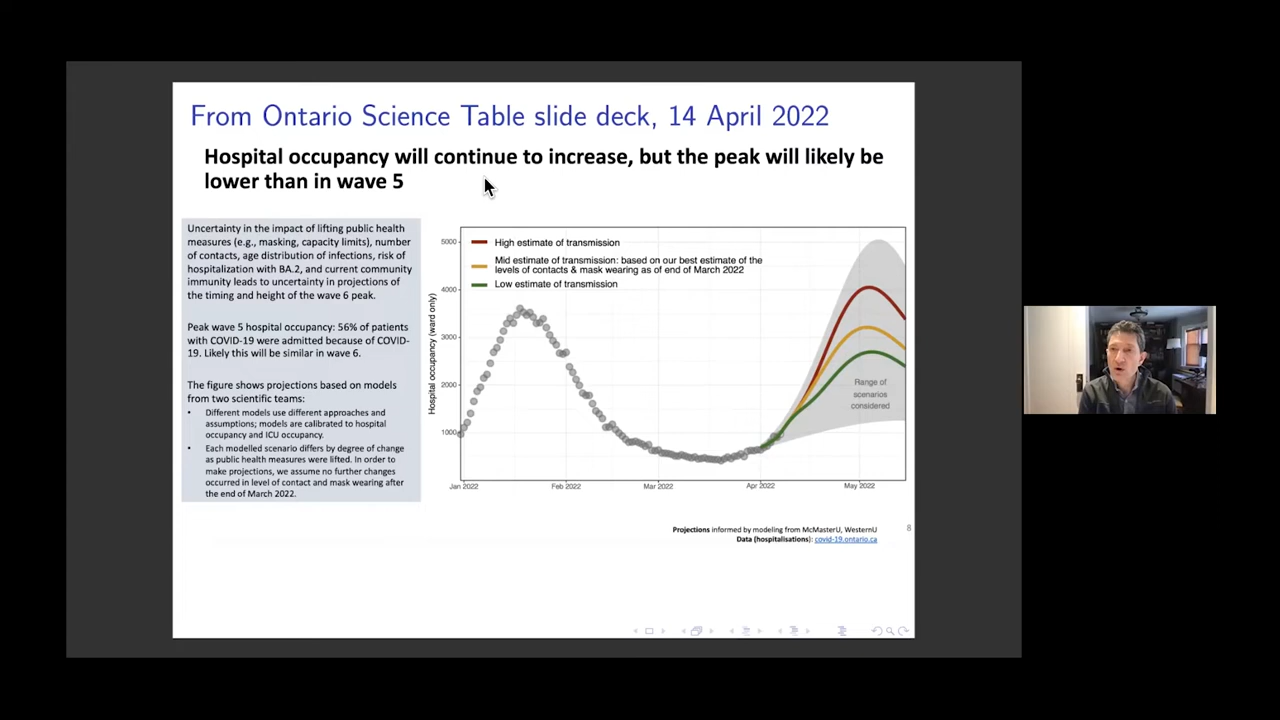 From Ontario Science Table slide deck, 14 April 2022
Hospital occupancy will continue to increase, but the peak will likely be
lower than in wave 5
Uncertainty in the impact of lifting public health
measures (e.g., masking, capacity limits), number
of contacts, age distribution of infections, risk of
hospitalization with BA.2, and current community
immunity leads to uncertainty in projections of
the timing and height of the wave 6 peak.
Peak wave 5 hospital occupancy: 56% of patients
with COVID-19 were admitted because of COVID-
19. Likely this will be similar in wave 6.
The figure shows projections based on models
from two scientific teams:
• Different models use different approaches and
assumptions; models are calibrated to hospital
occupancy and ICU occupancy.
• Each modelled scenario differs by degree of change
as public health measures were lifted. In order to
make projections, we assume no further changes
occurred in level of contact and mask wearing after
the end of March 2022.
High estimate of transmission
Mid estimate of transmission: based on our best estimate of the
levels of contacts & mask wearing as of end of March 2022
Low estimate of transmission
Hospital occupancy (ward only)
5000
4000
3000
2000
1000
Range of
scenarios
considered
Jan 2022 Feb 2022 Mar 2022 Apr 2022 May 2022
Projections informed by modeling from McMasterU, WesternU
Data (hospitalisations): covid-19.ontario.ca
8